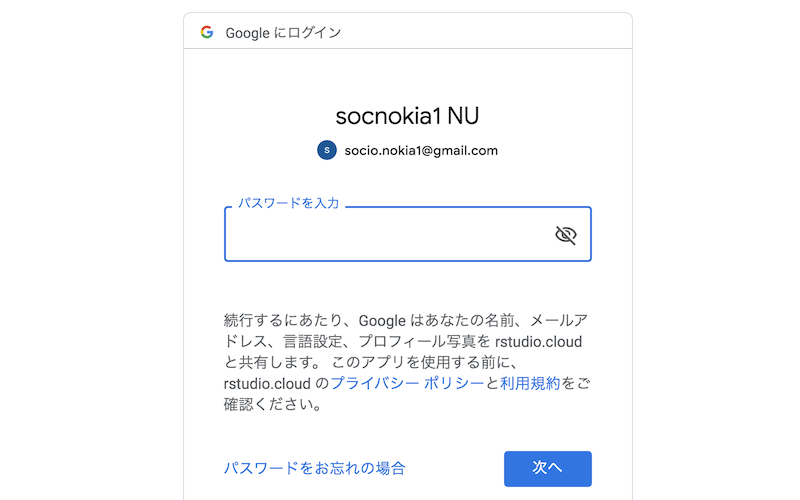 Google にログイン
socnokia1 NU
s socio.nokia1@gmail.com
パスワードを入力
続行するにあたり、Google はあなたの名前、メールア
ドレス、言語設定、プロフィール写真を rstudio.cloud
と共有します。 このアプリを使用する前に、
rstudio.cloud のプライバシー ポリシーと利用規約をご
確認ください。
パスワードをお忘れの場合
次へ